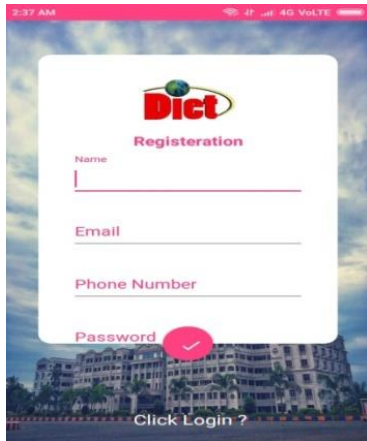 2:37 AM 4G VoLTE
Dict
Registeration
Name
Email
Phone Number
Password
Click Login ?